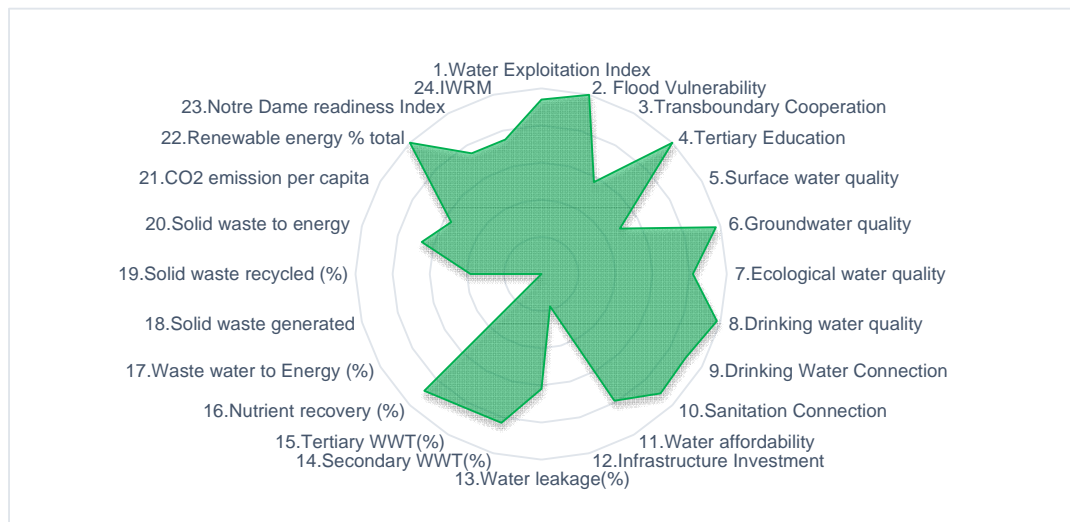 1.Water Exploitation Index
2. Flood Vulnerability
3.Transboundary Cooperation
4.Tertiary Education
5.Surface water quality
6.Groundwater quality
7.Ecological water quality
8.Drinking water quality
9.Drinking Water Connection
10.Sanitation Connection
11.Water affordability
12.Infrastructure Investment
13.Water leakage(%)
14.Secondary WWT(%)
15.Tertiary WWT(%)
16.Nutrient recovery (%)
17.Waste water to Energy (%)
18.Solid waste generated
19.Solid waste recycled (%)
20.Solid waste to energy
21.CO2 emission per capita
22.Renewable energy % total
23.Notre Dame readiness Index
24.IWRM